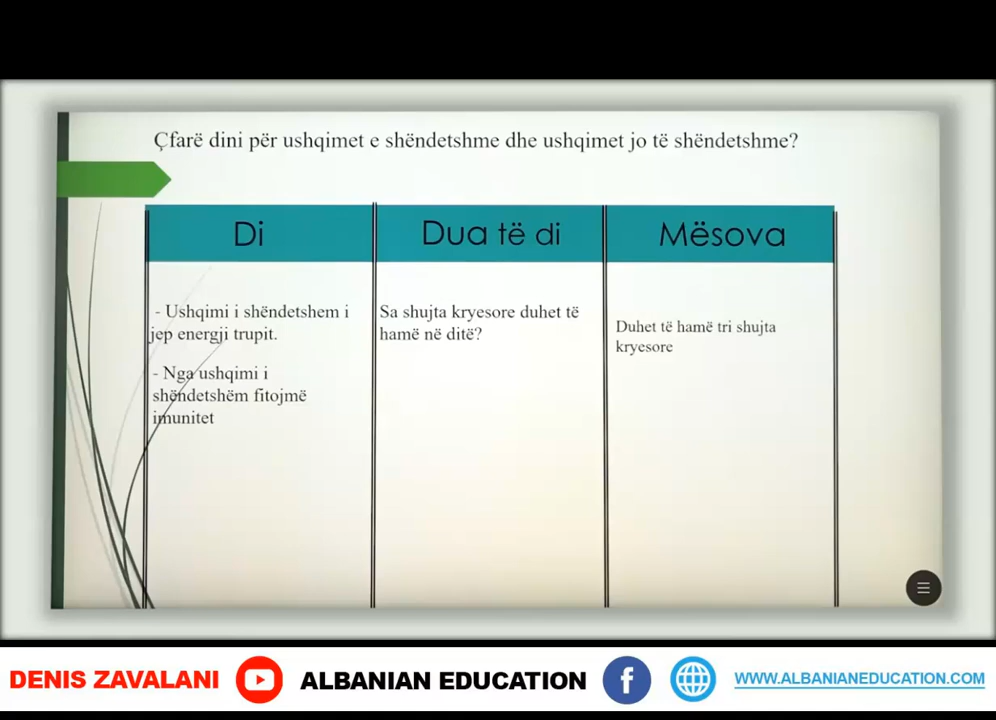 Çfarë dini për ushqimet e shëndetshme dhe ushqimet jo të shëndetshme?
Di
Dua të di
Mësova
- Ushqimi i shëndetshem i
jep energji trupit.
- Nga ushqimi i
shëndetshëm fitojmë
imunitet
Sa shujta kryesore duhet të
hamë në ditë?
Duhet të hamë tri shujta
kryesore
DENIS ZAVALANI
ALBANIAN EDUCATION
WWW.ALBANIANEDUCATION.COM